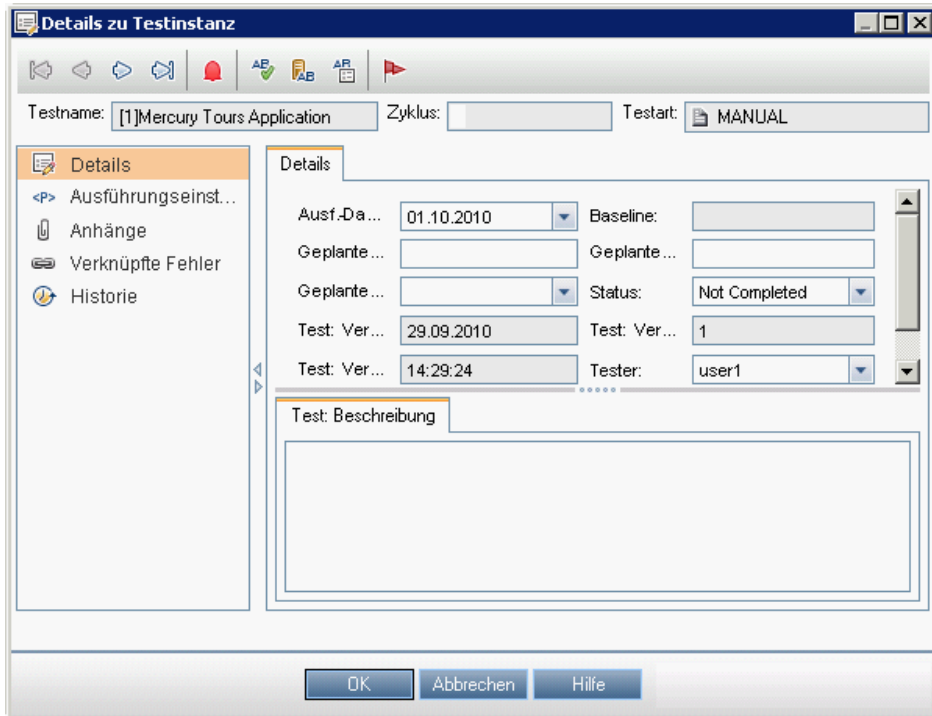 Details zu Testinstanz
Testname: [1]Mercury Tours Application Zyklus: Testart: MANUAL
Details
<P> Ausführungseinst...
Anhänge
Verknüpfte Fehler
Historie
Details
Ausf.-Da... 01.10.2010 Baseline:
Geplante... Geplante...
Geplante... Status: Not Completed
Test: Ver... 29.09.2010 Test: Ver... 1
Test: Ver... 14:29:24 Tester: user1
Test: Beschreibung
OK Abbrechen Hilfe